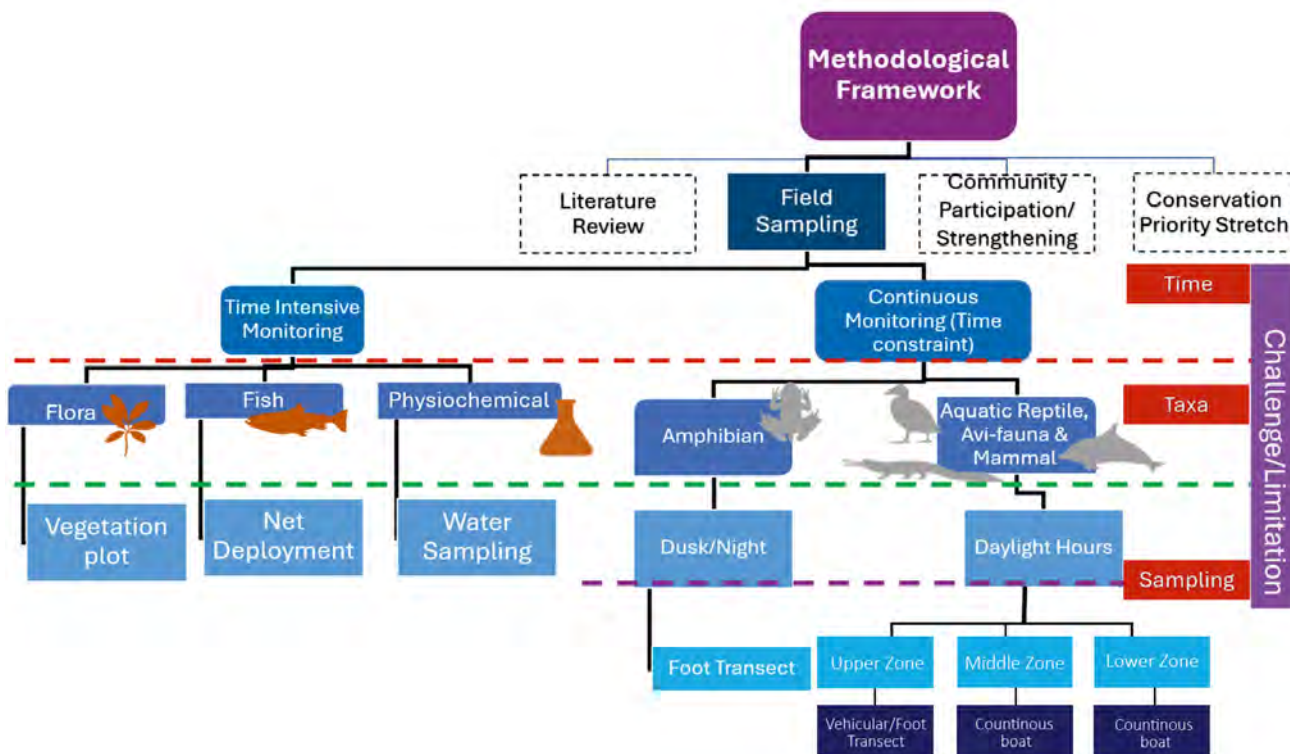 Methodological
Framework
Literature
Review
Field
Sampling
Community
Participation/
Strengthening
Conservation
Priority Stretch
Time Intensive
Monitoring
Continuous
Monitoring (Time
constraint)
Time
Challenge/Limitation
Flora
Fish
Physiochemical
Amphibian
Aquatic Reptile,
Avi-fauna &
Mammal
Taxa
Vegetation
plot
Net
Deployment
Water
Sampling
Dusk/Night
Daylight Hours
Sampling
Foot Transect
Upper Zone
Middle Zone
Lower Zone
Vehicular/Foot
Transect
Countinous
boat
Countinous
boat